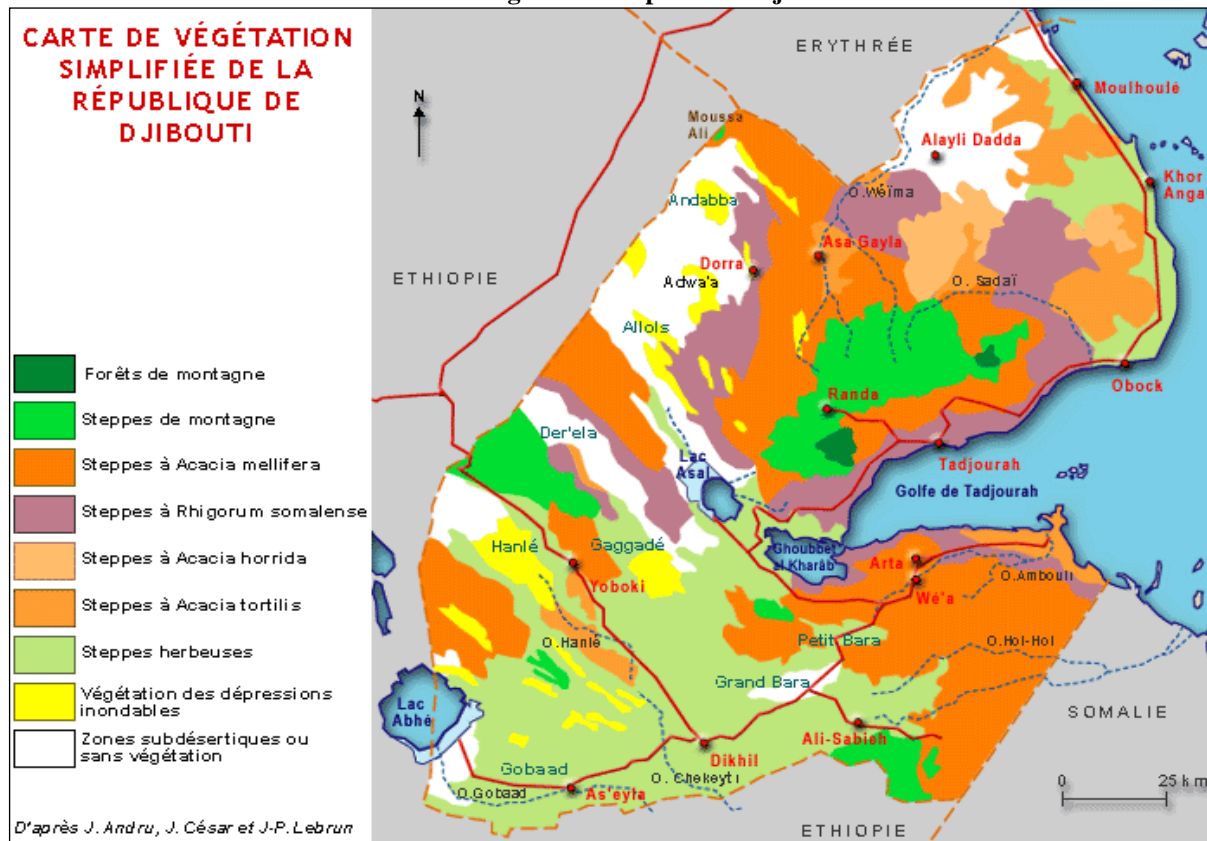 CARTE DE VÉGÉTATION
SIMPLIFIÉE DE LA
RÉPUBLIQUE DE
DJIBOUTI
N
ERYTHRÉE
Moulhoulé
Moussa
Ali
Alayli Dadda
Khor
Angar
O.Wéïma
Andabba
Asa Gayla
Dorra
ETHIOPIE
Adwa'a
O. Sadaï
Allols
Obock
Randa
Der'ela
Tadjourah
Lac
Asal
Golfe de Tadjourah
Hanlé
Gaggadé
Ghoubbet
al Kharâb
Arta
O.Ambouli
Yoboki
Wé'a
O.Hanlé
Petit Bara
O.Hol-Hol
Grand Bara
Lac
Abhé
SOMALIE
Ali-Sabieh
Dikhil
Gobaad
O. Chekeyti
O.Gobaad
As'eyla
0 25 km
ETHIOPIE
Forêts de montagne
Steppes de montagne
Steppes à Acacia mellifera
Steppes à Rhigorum somalense
Steppes à Acacia horrida
Steppes à Acacia tortilis
Steppes herbeuses
Végétation des dépressions
inondables
Zones subdésertiques ou
sans végétation
D'après J. Andru, J. César et J-P. Lebrun